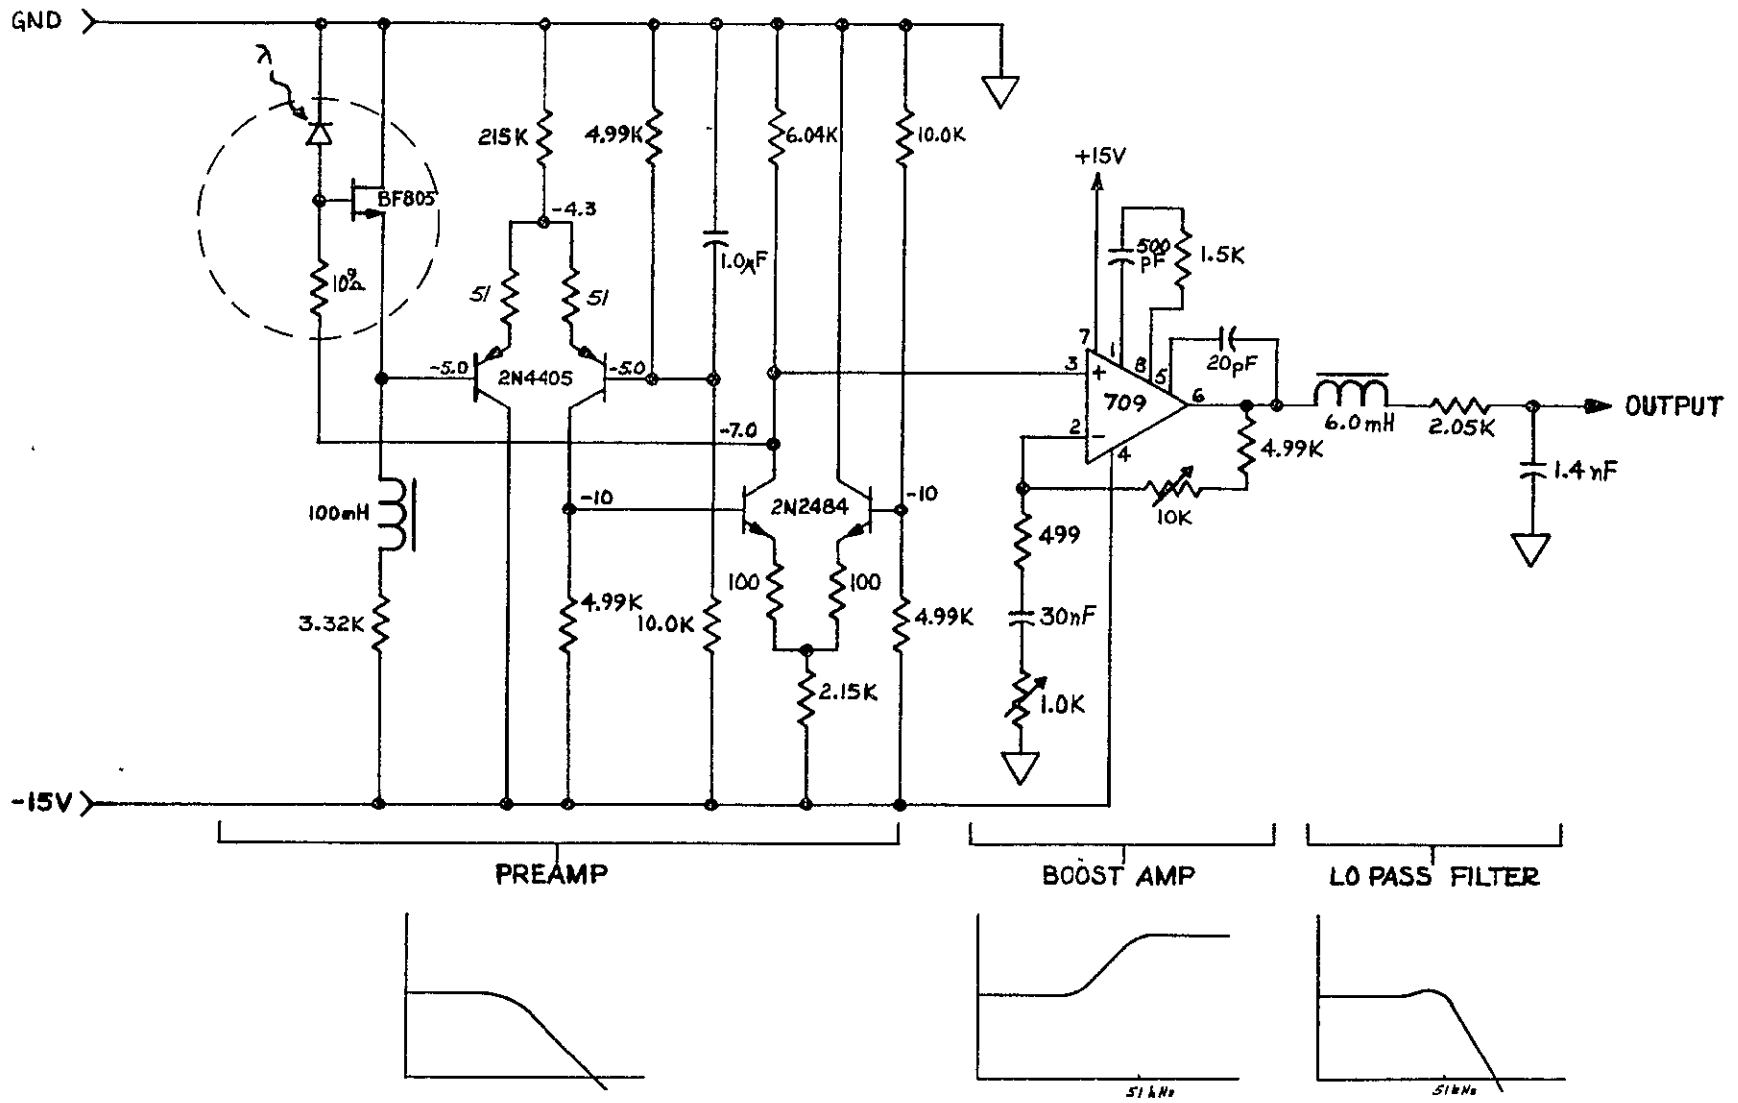 GND
λ
BF805
10⁹Ω
215K
4.99K
6.04K
10.0K
-4.3
1.0μF
51
51
-5.0
2N4405
-5.0
-7.0
100mH
3.32K
-10
2N2484
-10
4.99K
10.0K
100
100
4.99K
2.15K
-15V
+15V
500
pF
1.5K
7
1
8
5
20pF
3
+
709
6
2
-
4
10K
4.99K
499
30nF
1.0K
6.0mH
2.05K
OUTPUT
1.4nF
PREAMP
BOOST AMP
LO PASS FILTER
51kHz
51kHz